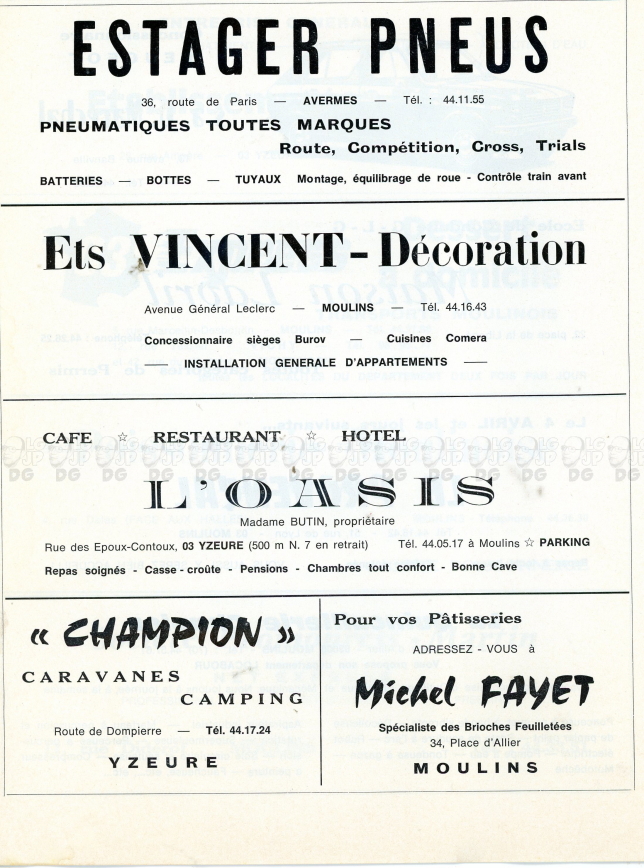 ESTAGER PNEUS
36, route de Paris — AVERMES — Tél. : 44.11.55
PNEUMATIQUES TOUTES MARQUES
Route, Compétition, Cross, Trials
BATTERIES — BOTTES — TUYAUX Montage, équilibrage de roue - Contrôle train avant
Ets VINCENT - Décoration
Avenue Général Leclerc — MOULINS — Tél. 44.16.43
Concessionnaire sièges Burov — Cuisines Comera
— INSTALLATION GENERALE D'APPARTEMENTS —
CAFE ☆ RESTAURANT ☆ HOTEL
L'OASIS
Madame BUTIN, propriétaire
Rue des Epoux-Contoux, 03 YZEURE (500 m N. 7 en retrait) Tél. 44.05.17 à Moulins ☆ PARKING
Repas soignés - Casse-croûte - Pensions - Chambres tout confort - Bonne Cave
« CHAMPION »
CARAVANES
CAMPING
Route de Dompierre — Tél. 44.17.24
YZEURE
Pour vos Pâtisseries
ADRESSEZ - VOUS à
Michel FAYET
Spécialiste des Brioches Feuilletées
34, Place d'Allier
MOULINS